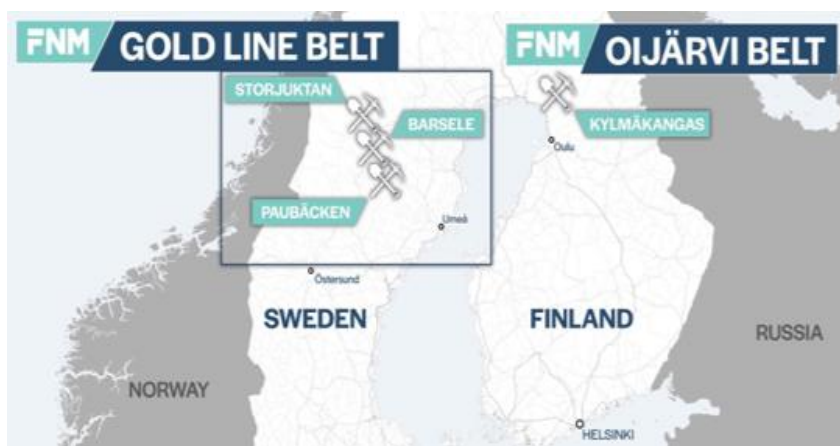 FNM GOLD LINE BELT
FNM OIJÄRVI BELT
STORJUKTAN
BARSELE
KYLMÄKANGAS
Oulu
PAUBÄCKEN
Umeå
Östersund
SWEDEN
FINLAND
RUSSIA
NORWAY
HELSINKI